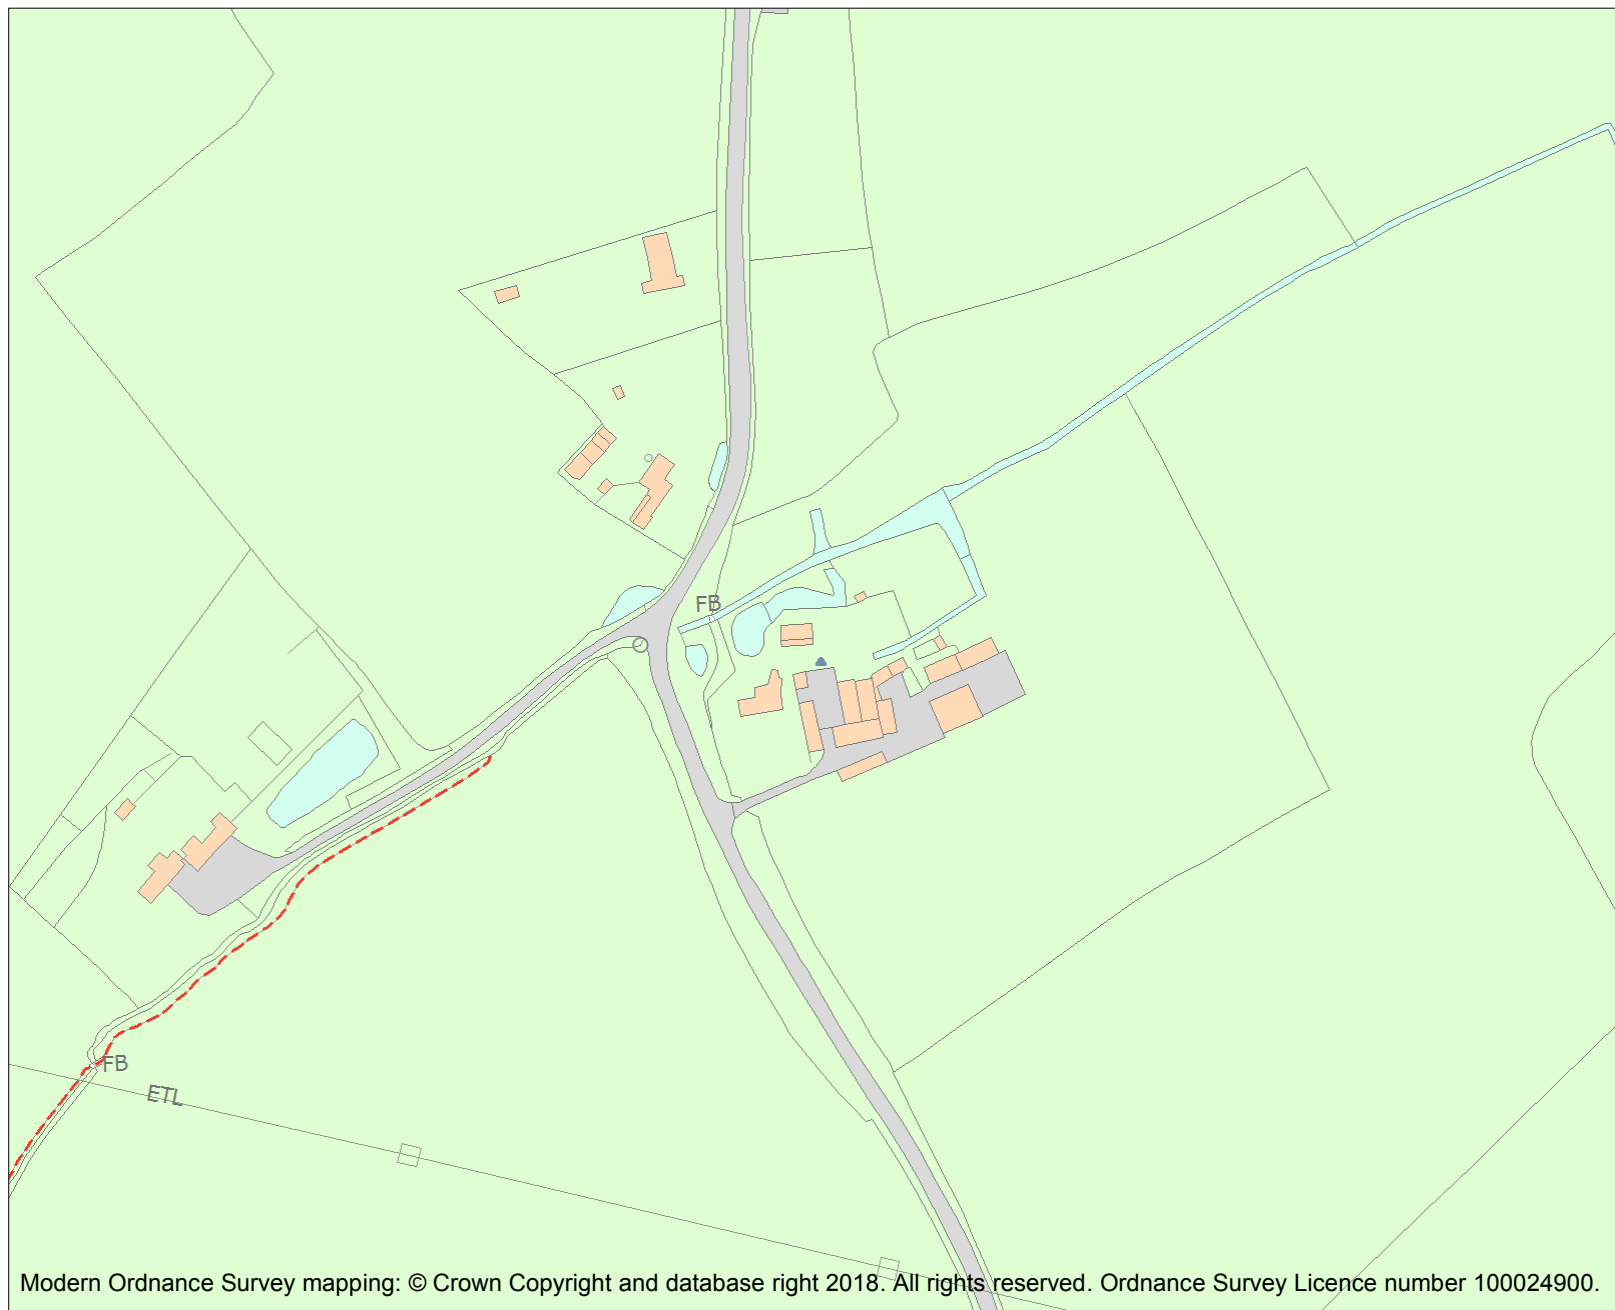 FB
FB
ETL
Modern Ordnance Survey mapping: © Crown Copyright and database right 2018. All rights reserved. Ordnance Survey Licence number 100024900.